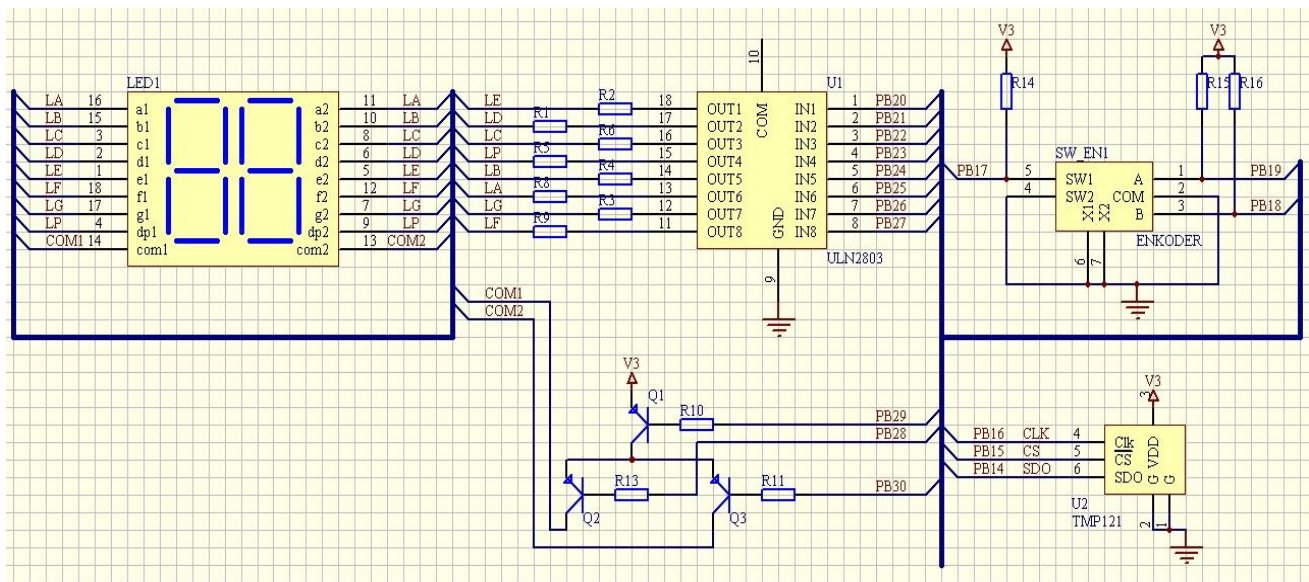 LED1
LA 16 a1 a2 11 LA
LB 15 b1 b2 10 LB
LC 3 c1 c2 8 LC
LD 2 d1 d2 6 LD
LE 1 e1 e2 5 LE
LF 18 f1 f2 12 LF
LG 17 g1 g2 7 LG
LP 4 dp1 dp2 9 LP
COM1 14 com1 com2 13 COM2
10
U1
LE R2 18 OUT1 COM IN1 1 PB20
LD R1 17 OUT2 IN2 2 PB21
LC R6 16 OUT3 IN3 3 PB22
LP R5 15 OUT4 IN4 4 PB23
LB R4 14 OUT5 IN5 5 PB24
LA R8 13 OUT6 IN6 6 PB25
LG R3 12 OUT7 GND IN7 7 PB26
LF R9 11 OUT8 IN8 8 PB27
ULN2803
9
V3 V3
R14 R15 R16
SW_EN1
PB17 5 SW1 A 1 PB19
4 SW2 COM 2
X1 X2 B 3 PB18
ENKODER
6 7
COM1
COM2
V3
Q1
R10 PB29
PB28
R13 R11 PB30
Q2 Q3
V3
3
PB16 CLK 4 Clk VDD
PB15 CS 5 CS
PB14 SDO 6 SDO G G
U2
TMP121
2 1